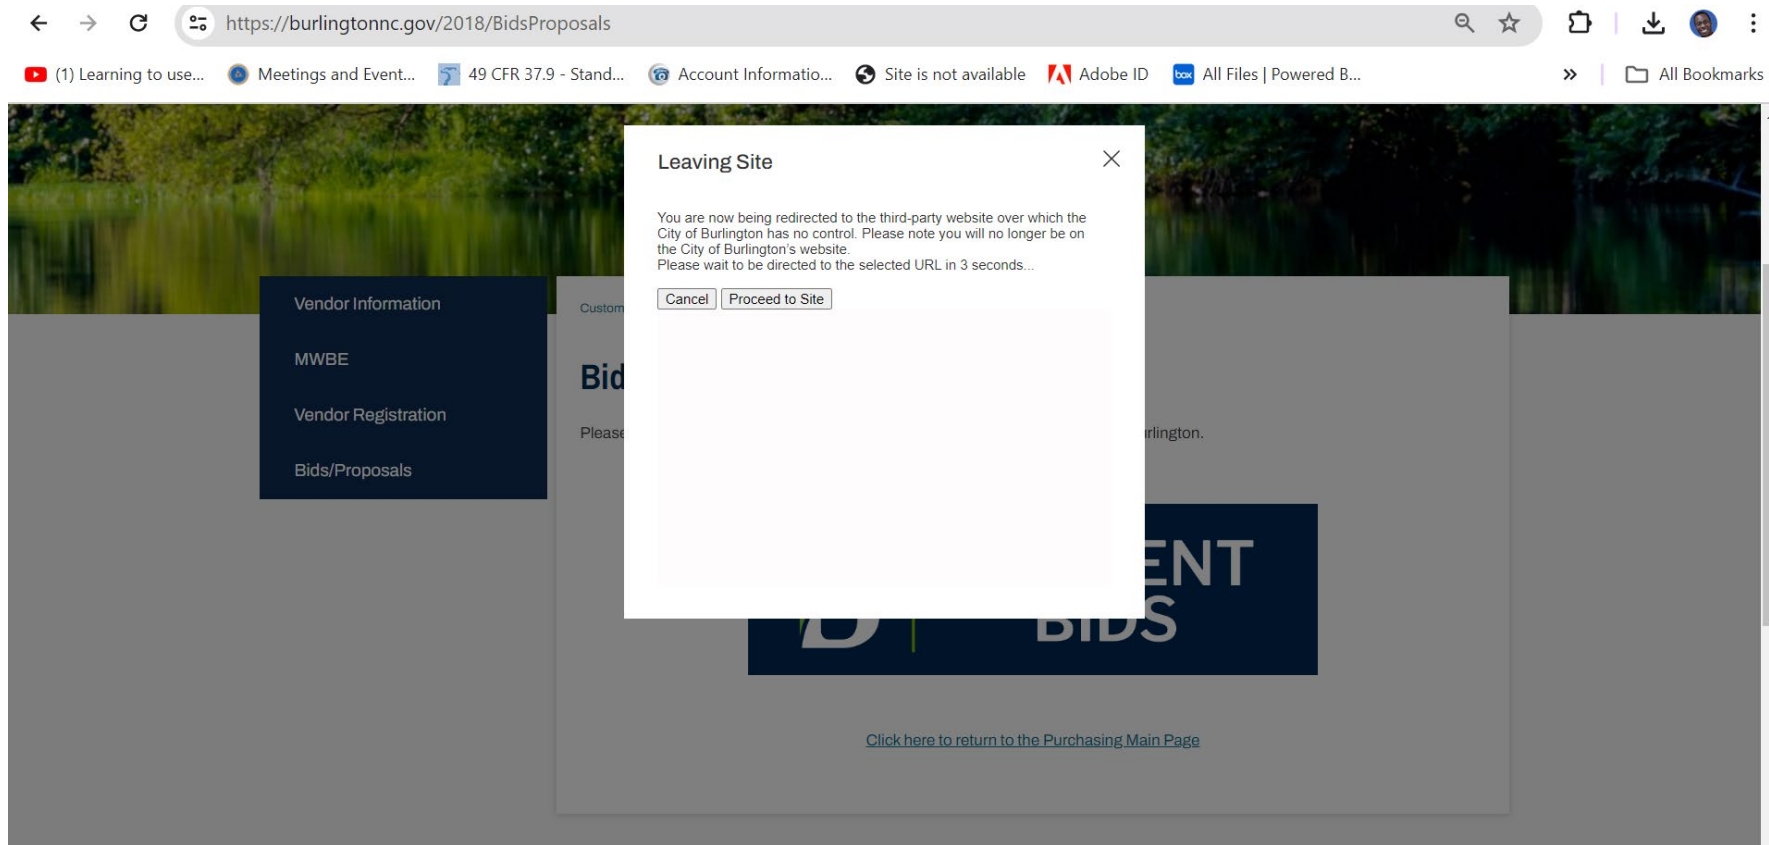 https://burlingtonnc.gov/2018/BidsProposals
(1) Learning to use... Meetings and Event... 49 CFR 37.9 - Stand... Account Informatio... Site is not available Adobe ID box All Files | Powered B... » All Bookmarks
Leaving Site
You are now being redirected to the third-party website over which the
City of Burlington has no control. Please note you will no longer be on
the City of Burlington's website.
Please wait to be directed to the selected URL in 3 seconds...
Cancel Proceed to Site
Vendor Information
MWBE
Vendor Registration
Bids/Proposals
Custom
Bid
Please
rlington.
ENT
BIDS
Click here to return to the Purchasing Main Page